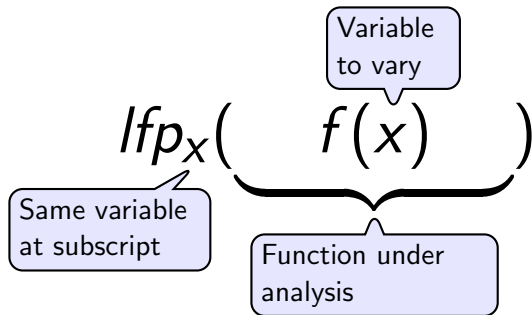 Variable
to vary
lfpₓ( f(x) )
Same variable
at subscript
Function under
analysis